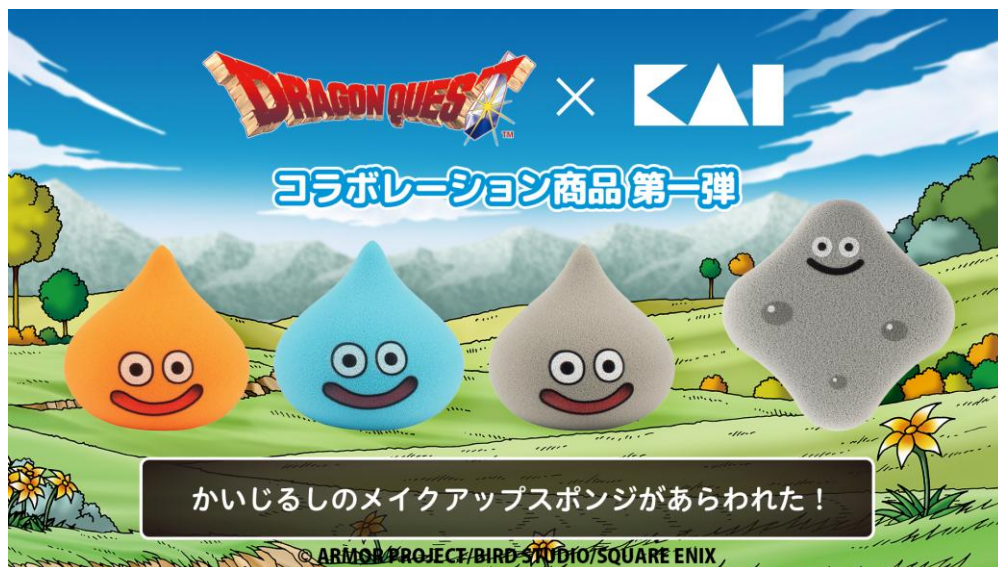 DRAGON QUEST TM × KAI
コラボレーション商品 第一弾
かいじるしのメイクアップスポンジがあらわれた！
© ARMOR PROJECT/BIRD STUDIO/SQUARE ENIX